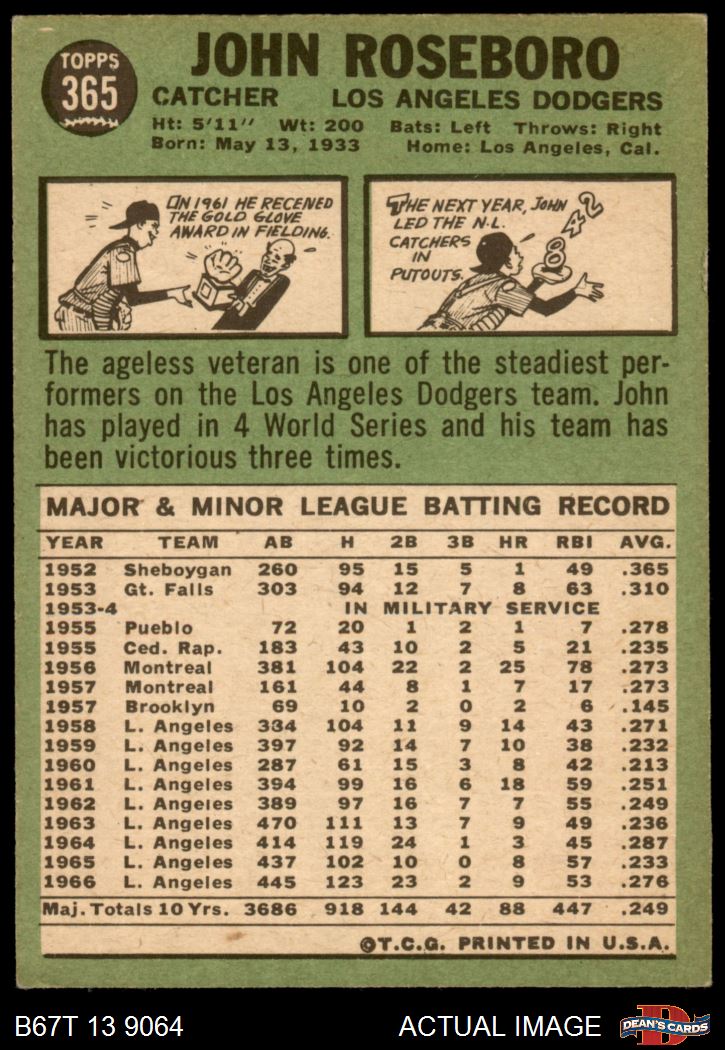 TOPPS
365
JOHN ROSEBORO
CATCHER LOS ANGELES DODGERS
Ht: 5'11" Wt: 200 Bats: Left Throws: Right
Born: May 13, 1933 Home: Los Angeles, Cal.
IN 1961 HE RECEIVED
THE GOLD GLOVE
AWARD IN FIELDING.
THE NEXT YEAR, JOHN
LED THE N.L.
CATCHERS
IN
PUTOUTS.
842
The ageless veteran is one of the steadiest per-
formers on the Los Angeles Dodgers team. John
has played in 4 World Series and his team has
been victorious three times.
MAJOR & MINOR LEAGUE BATTING RECORD
YEAR TEAM AB H 2B 3B HR RBI AVG.
1952 Sheboygan 260 95 15 5 1 49 .365
1953 Gt. Falls 303 94 12 7 8 63 .310
1953-4 IN MILITARY SERVICE
1955 Pueblo 72 20 1 2 1 7 .278
1955 Ced. Rap. 183 43 10 2 5 21 .235
1956 Montreal 381 104 22 2 25 78 .273
1957 Montreal 161 44 8 1 7 17 .273
1957 Brooklyn 69 10 2 0 2 6 .145
1958 L. Angeles 334 104 11 9 14 43 .271
1959 L. Angeles 397 92 14 7 10 38 .232
1960 L. Angeles 287 61 15 3 8 42 .213
1961 L. Angeles 394 99 16 6 18 59 .251
1962 L. Angeles 389 97 16 7 7 55 .249
1963 L. Angeles 470 111 13 7 9 49 .236
1964 L. Angeles 414 119 24 1 3 45 .287
1965 L. Angeles 437 102 10 0 8 57 .233
1966 L. Angeles 445 123 23 2 9 53 .276
Maj. Totals 10 Yrs. 3686 918 144 42 88 447 .249
©T.C.G. PRINTED IN U.S.A.
B67T 13 9064 ACTUAL IMAGE
D
DEAN'S CARDS